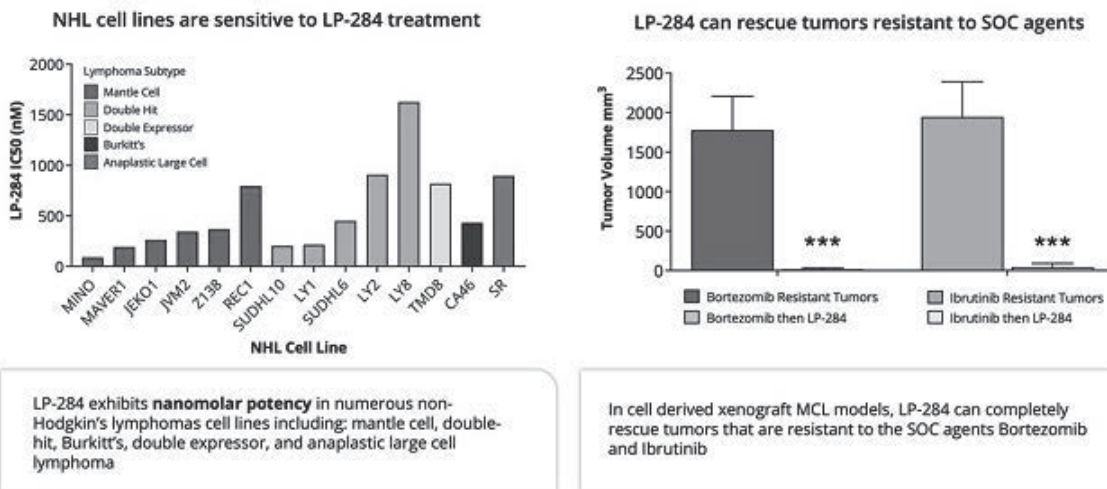 NHL cell lines are sensitive to LP-284 treatment
LP-284 IC50 (nM)
2000
1500
1000
500
0
Lymphoma Subtype
Mantle Cell
Double Hit
Double Expressor
Burkitt's
Anaplastic Large Cell
MINO
MAVER1
JEKO1
JVM2
Z138
REC1
SUDHL10
LY1
SUDHL6
LY2
LY8
TMD8
CA46
SR
NHL Cell Line
LP-284 exhibits nanomolar potency in numerous non-
Hodgkin's lymphomas cell lines including: mantle cell, double-
hit, Burkitt's, double expressor, and anaplastic large cell
lymphoma
LP-284 can rescue tumors resistant to SOC agents
Tumor Volume mm³
2500
2000
1500
1000
500
0
***
***
Bortezomib Resistant Tumors
Bortezomib then LP-284
Ibrutinib Resistant Tumors
Ibrutinib then LP-284
In cell derived xenograft MCL models, LP-284 can completely
rescue tumors that are resistant to the SOC agents Bortezomib
and Ibrutinib